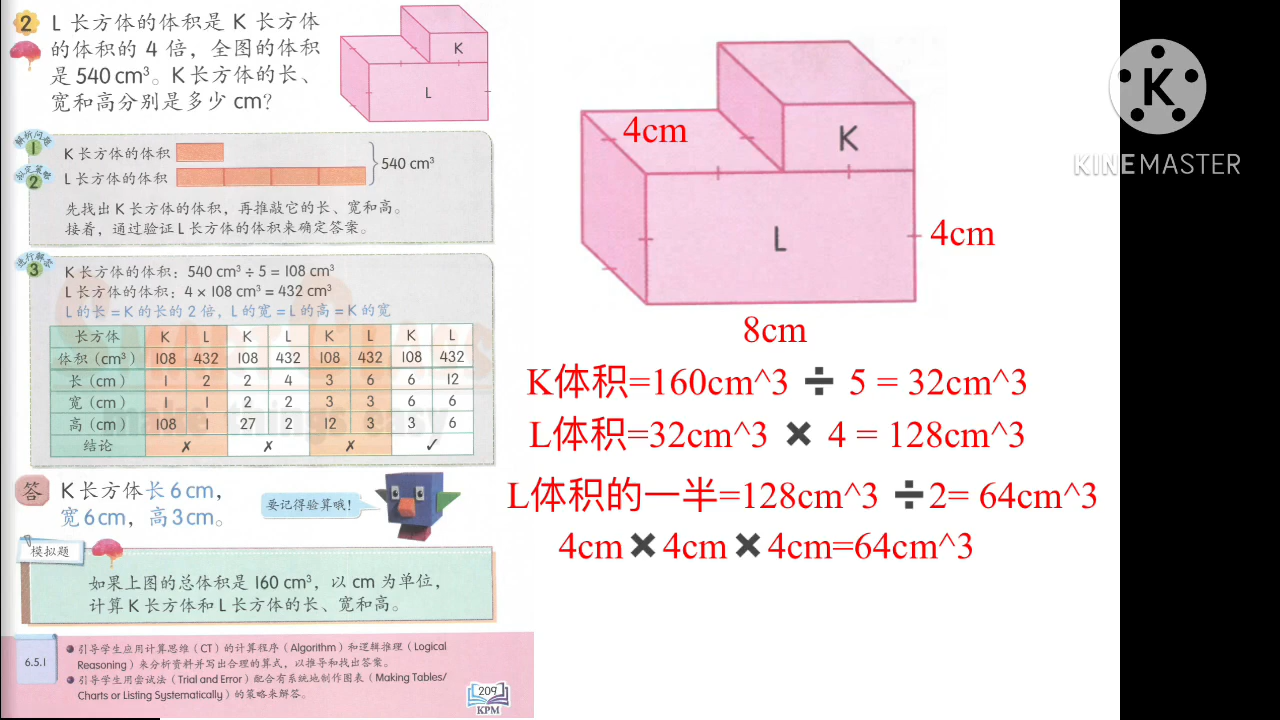 2 L 长方体的体积是 K 长方体
的体积的 4 倍，全图的体积
是 540 cm³。K 长方体的长、
宽和高分别是多少 cm？
K
L
解析问题
1
K 长方体的体积
540 cm³
拟定策略
2
L 长方体的体积
先找出 K 长方体的体积，再推敲它的长、宽和高。
接着，通过验证 L 长方体的体积来确定答案。
进行解答
3
K 长方体的体积：540 cm³ ÷ 5 = 108 cm³
L 长方体的体积：4 × 108 cm³ = 432 cm³
L 的长 = K 的长的 2 倍，L 的宽 = L 的高 = K 的宽
长方体 K L K L K L K L
体积（cm³） 108 432 108 432 108 432 108 432
长（cm） 1 2 2 4 3 6 6 12
宽（cm） 1 1 2 2 3 3 6 6
高（cm） 108 1 27 2 12 3 3 6
结论 ✗ ✗ ✗ ✓
答 K 长方体长 6 cm，
宽 6 cm，高 3 cm。
要记得验算哦！
模拟题
如果上图的总体积是 160 cm³，以 cm 为单位，
计算 K 长方体和 L 长方体的长、宽和高。
6.5.1
● 引导学生应用计算思维（CT）的计算程序（Algorithm）和逻辑推理（Logical
Reasoning）来分析资料并写出合理的算式，以推导和找出答案。
● 引导学生用尝试法（Trial and Error）配合有系统地制作图表（Making Tables/
Charts or Listing Systematically）的策略来解答。
209
KPM
4cm
K
L
4cm
8cm
K体积=160cm^3 ➗ 5 = 32cm^3
L体积=32cm^3 ✖ 4 = 128cm^3
L体积的一半=128cm^3 ➗2= 64cm^3
4cm✖4cm✖4cm=64cm^3
K
KINEMASTER